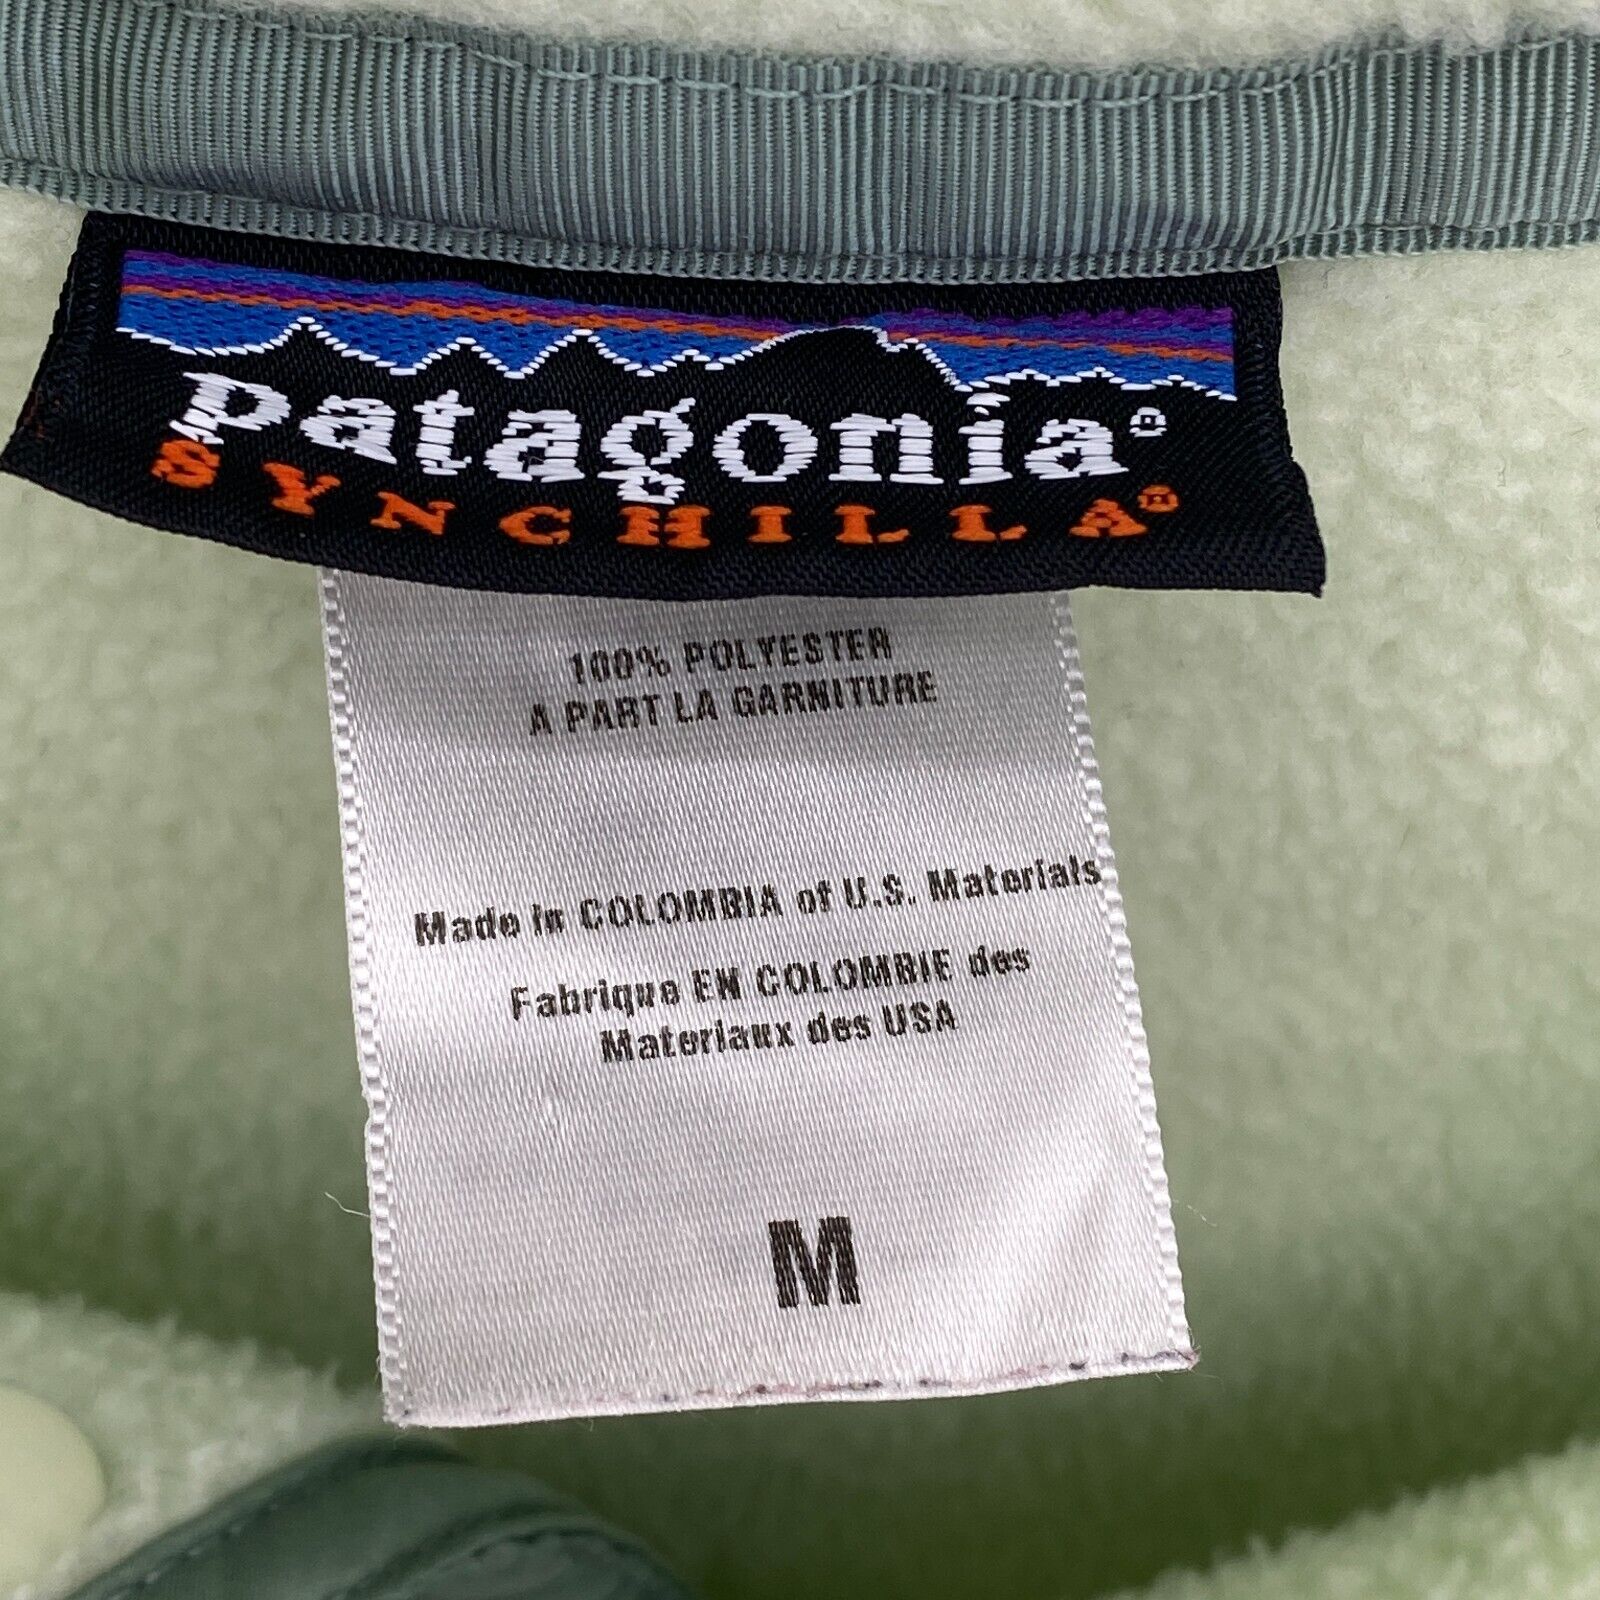 patagonia®
SYNCHILLA®
100% POLYESTER
A PART LA GARNITURE
Made in COLOMBIA of U.S. Materials
Fabrique EN COLOMBIE des
Materiaux des USA
M